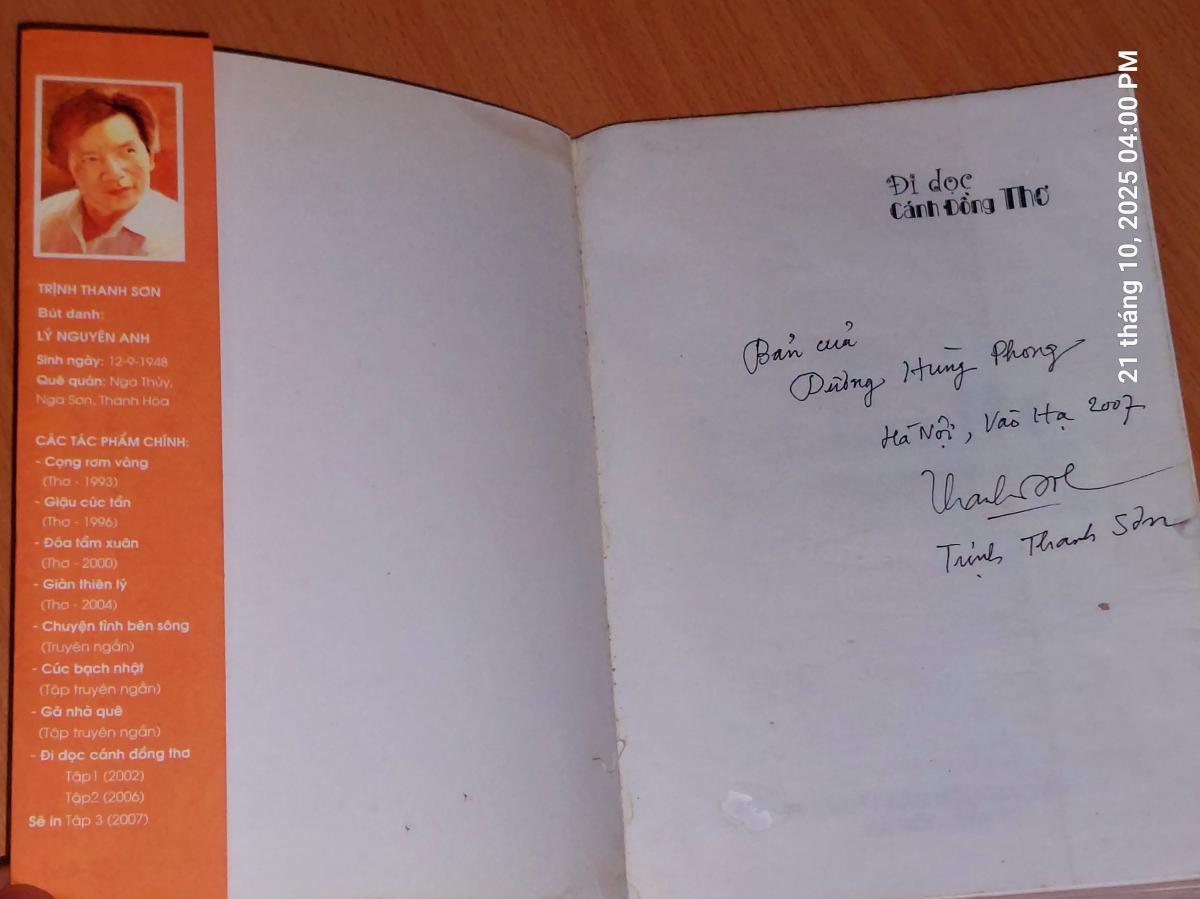 TRỊNH THANH SƠN
Bút danh:
LÝ NGUYÊN ANH
Sinh ngày: 12-9-1948
Quê quán: Nga Thủy,
Nga Sơn, Thanh Hóa
CÁC TÁC PHẨM CHÍNH:
- Cọng rơm vàng
(Thơ - 1993)
- Giậu cúc tần
(Thơ - 1996)
- Đóa tầm xuân
(Thơ - 2000)
- Giàn thiên lý
(Thơ - 2004)
- Chuyện tình bên sông
(Truyện ngắn)
- Cúc bạch nhật
(Tập truyện ngắn)
- Gã nhà quê
(Tập truyện ngắn)
- Đi dọc cánh đồng thơ
Tập1 (2002)
Tập2 (2006)
Sẽ in Tập 3 (2007)
Đi dọc
Cánh Đồng Thơ
Bản của
Dương Hùng Phong
Hà Nội, Vào Hạ 2007
Thanh Sơn
Trịnh Thanh Sơn
21 tháng 10, 2025 04:00 PM